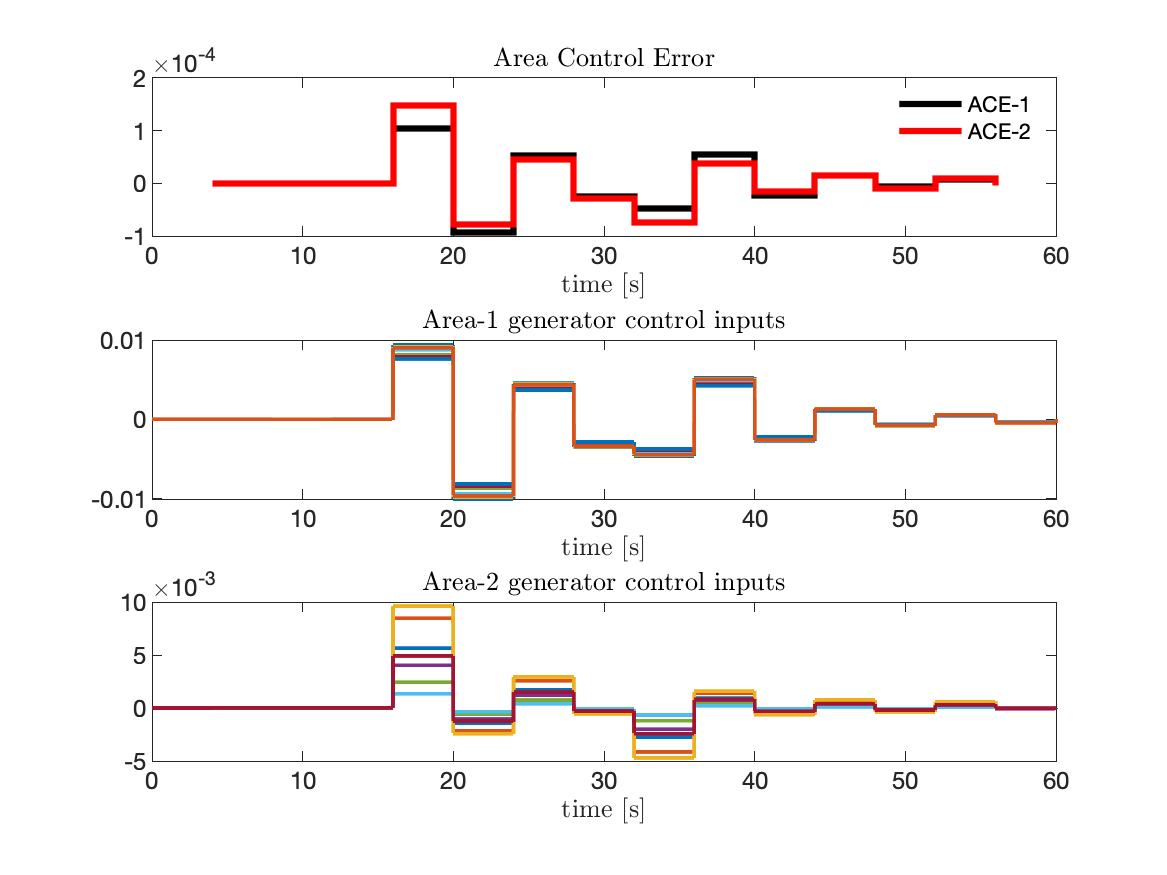 Area Control Error
×10-4
2
1
0
-1
ACE-1
ACE-2
0 10 20 30 40 50 60
time [s]
Area-1 generator control inputs
0.01
0
-0.01
0 10 20 30 40 50 60
time [s]
Area-2 generator control inputs
×10-3
10
5
0
-5
0 10 20 30 40 50 60
time [s]